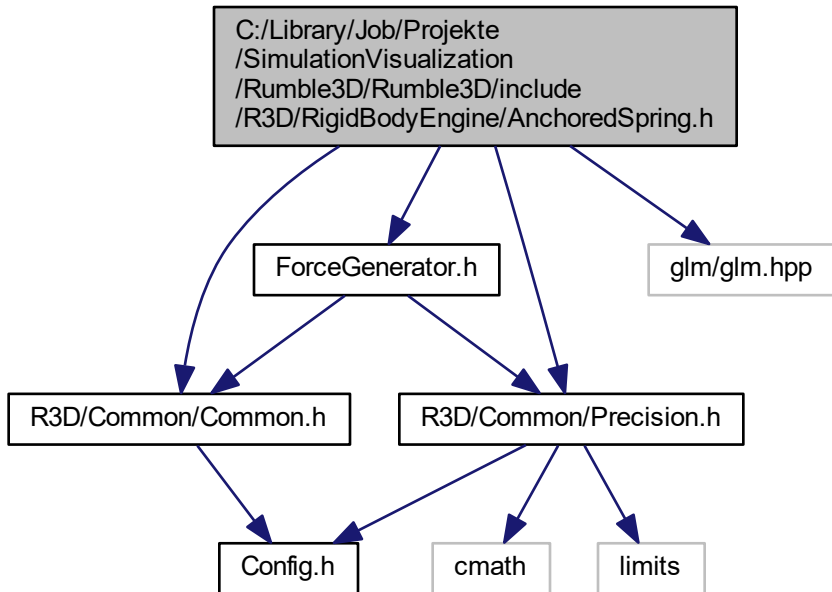 C:/Library/Job/Projekte
/SimulationVisualization
/Rumble3D/Rumble3D/include
/R3D/RigidBodyEngine/AnchoredSpring.h
ForceGenerator.h
glm/glm.hpp
R3D/Common/Common.h
R3D/Common/Precision.h
Config.h
cmath
limits